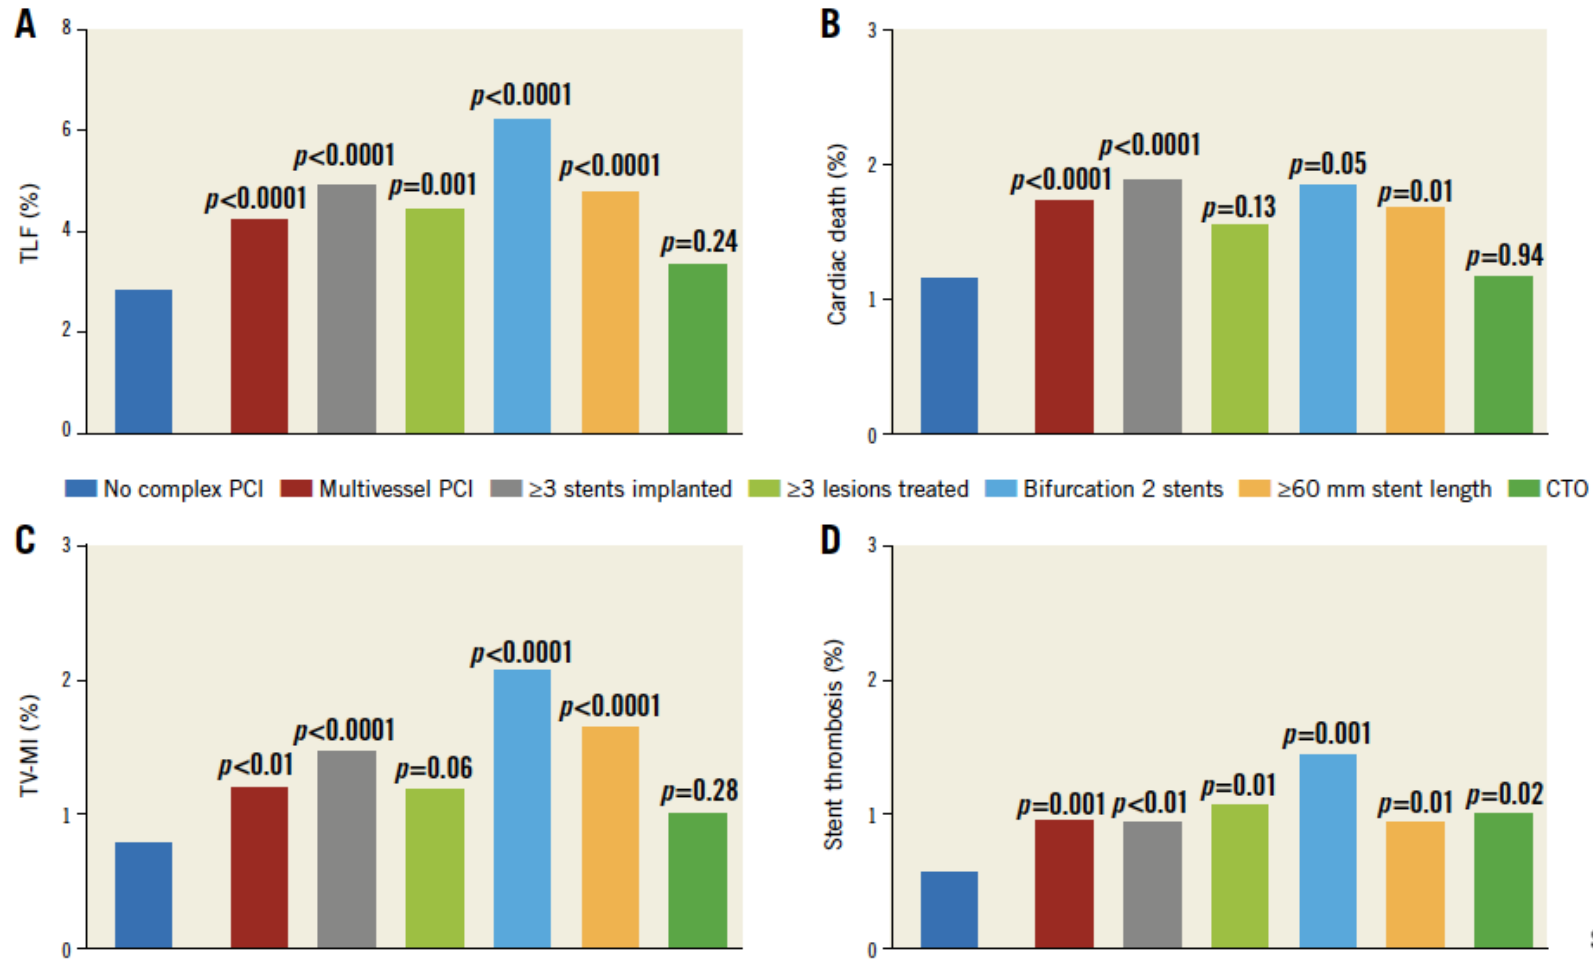 A
8
6
4
2
0
TLF (%)
p<0.0001
p<0.0001
p=0.001
p<0.0001
p<0.0001
p=0.24
B
3
2
1
0
Cardiac death (%)
p<0.0001
p<0.0001
p=0.13
p=0.05
p=0.01
p=0.94
No complex PCI Multivessel PCI ≥3 stents implanted ≥3 lesions treated Bifurcation 2 stents ≥60 mm stent length CTO
C
3
2
1
0
TV-MI (%)
p<0.01
p<0.0001
p=0.06
p<0.0001
p<0.0001
p=0.28
D
3
2
1
0
Stent thrombosis (%)
p=0.001
p<0.01
p=0.01
p=0.001
p=0.01
p=0.02